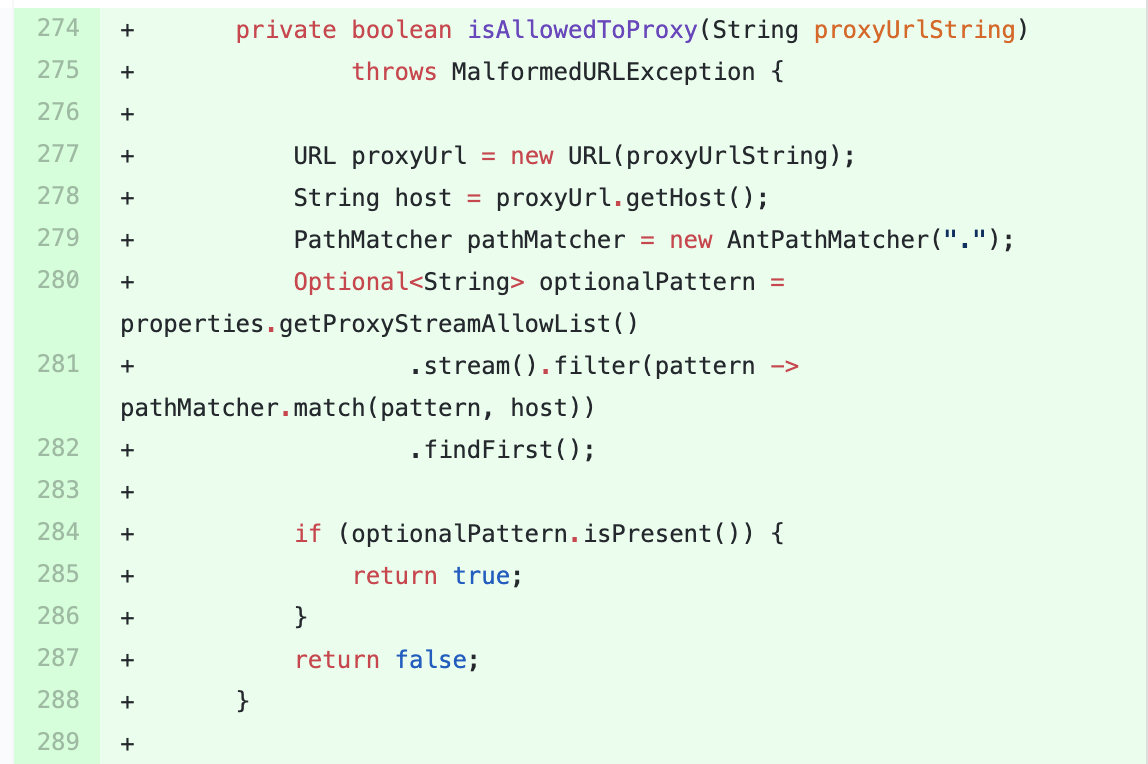 274 + private boolean isAllowedToProxy(String proxyUrlString)
275 + throws MalformedURLException {
276 +
277 + URL proxyUrl = new URL(proxyUrlString);
278 + String host = proxyUrl.getHost();
279 + PathMatcher pathMatcher = new AntPathMatcher(".");
280 + Optional<String> optionalPattern =
properties.getProxyStreamAllowList()
281 + .stream().filter(pattern ->
pathMatcher.match(pattern, host))
282 + .findFirst();
283 +
284 + if (optionalPattern.isPresent()) {
285 + return true;
286 + }
287 + return false;
288 + }
289 +